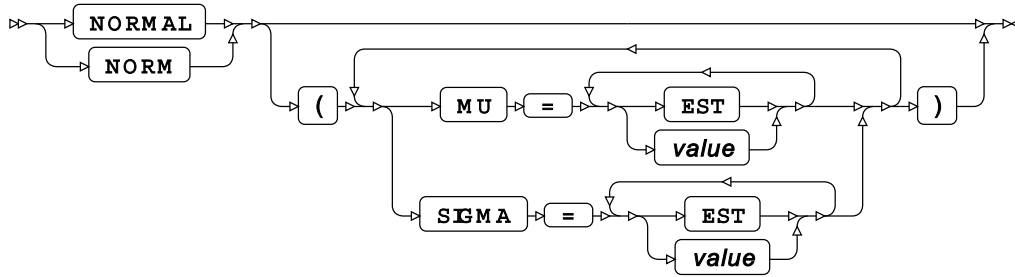 NORMAL
NORM
( MU = EST )
value
SIGMA = EST
value